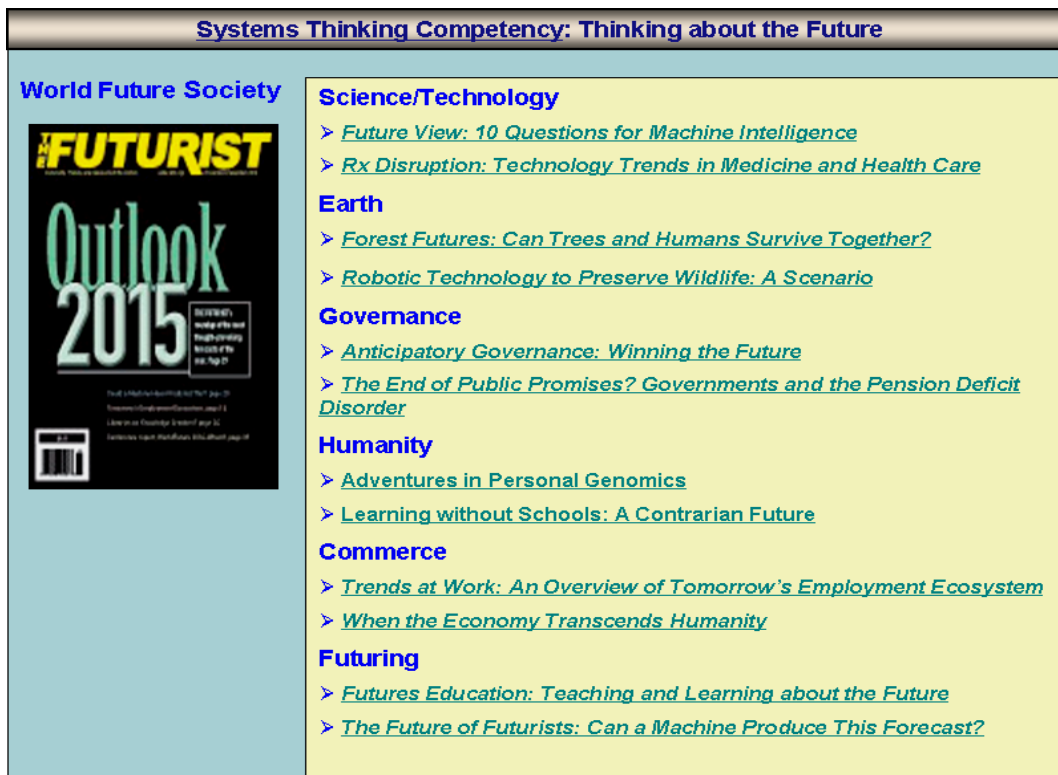 Systems Thinking Competency: Thinking about the Future
World Future Society
THE FUTURIST
Outlook
2015
Science/Technology
➢ Future View: 10 Questions for Machine Intelligence
➢ Rx Disruption: Technology Trends in Medicine and Health Care
Earth
➢ Forest Futures: Can Trees and Humans Survive Together?
➢ Robotic Technology to Preserve Wildlife: A Scenario
Governance
➢ Anticipatory Governance: Winning the Future
➢ The End of Public Promises? Governments and the Pension Deficit
Disorder
Humanity
➢ Adventures in Personal Genomics
➢ Learning without Schools: A Contrarian Future
Commerce
➢ Trends at Work: An Overview of Tomorrow's Employment Ecosystem
➢ When the Economy Transcends Humanity
Futuring
➢ Futures Education: Teaching and Learning about the Future
➢ The Future of Futurists: Can a Machine Produce This Forecast?